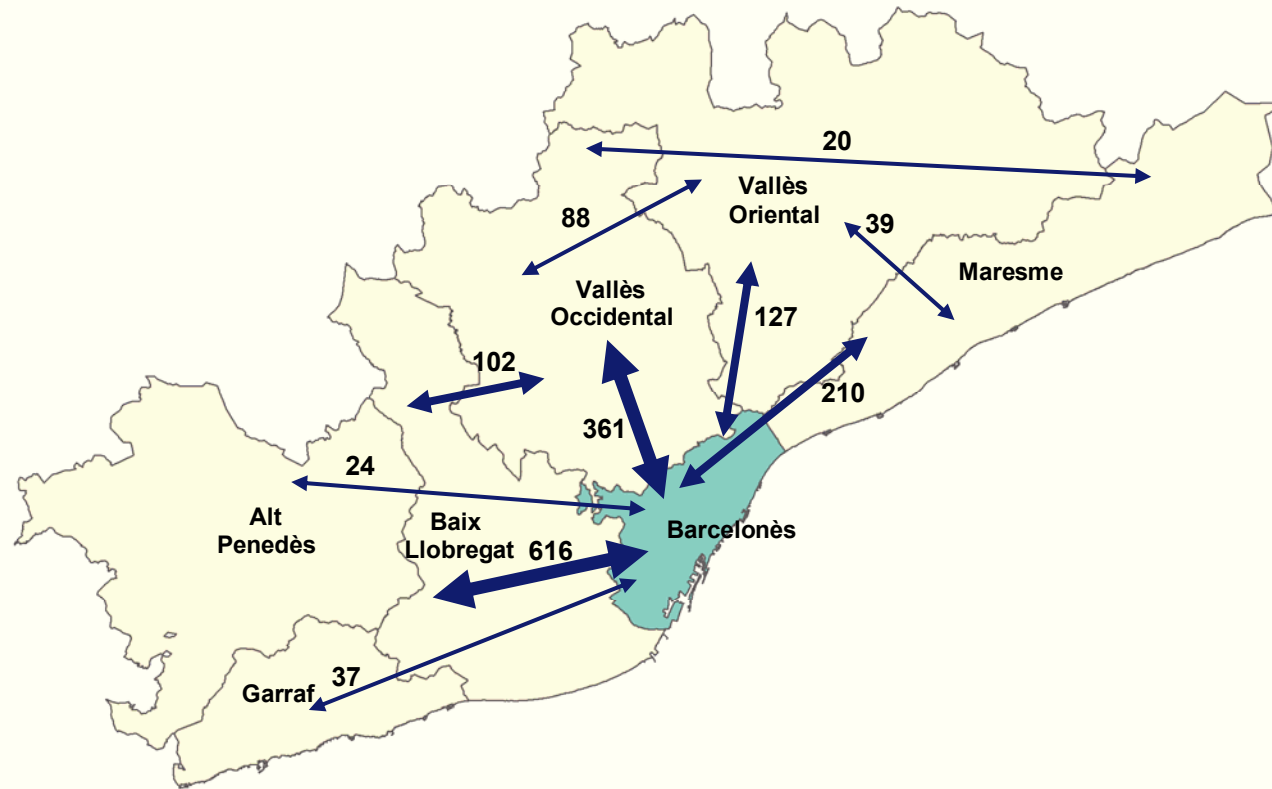 20
Vallès
Oriental
88
39
Maresme
Vallès
Occidental
127
102
210
361
24
Alt
Penedès
Baix
Llobregat
Barcelonès
616
37
Garraf